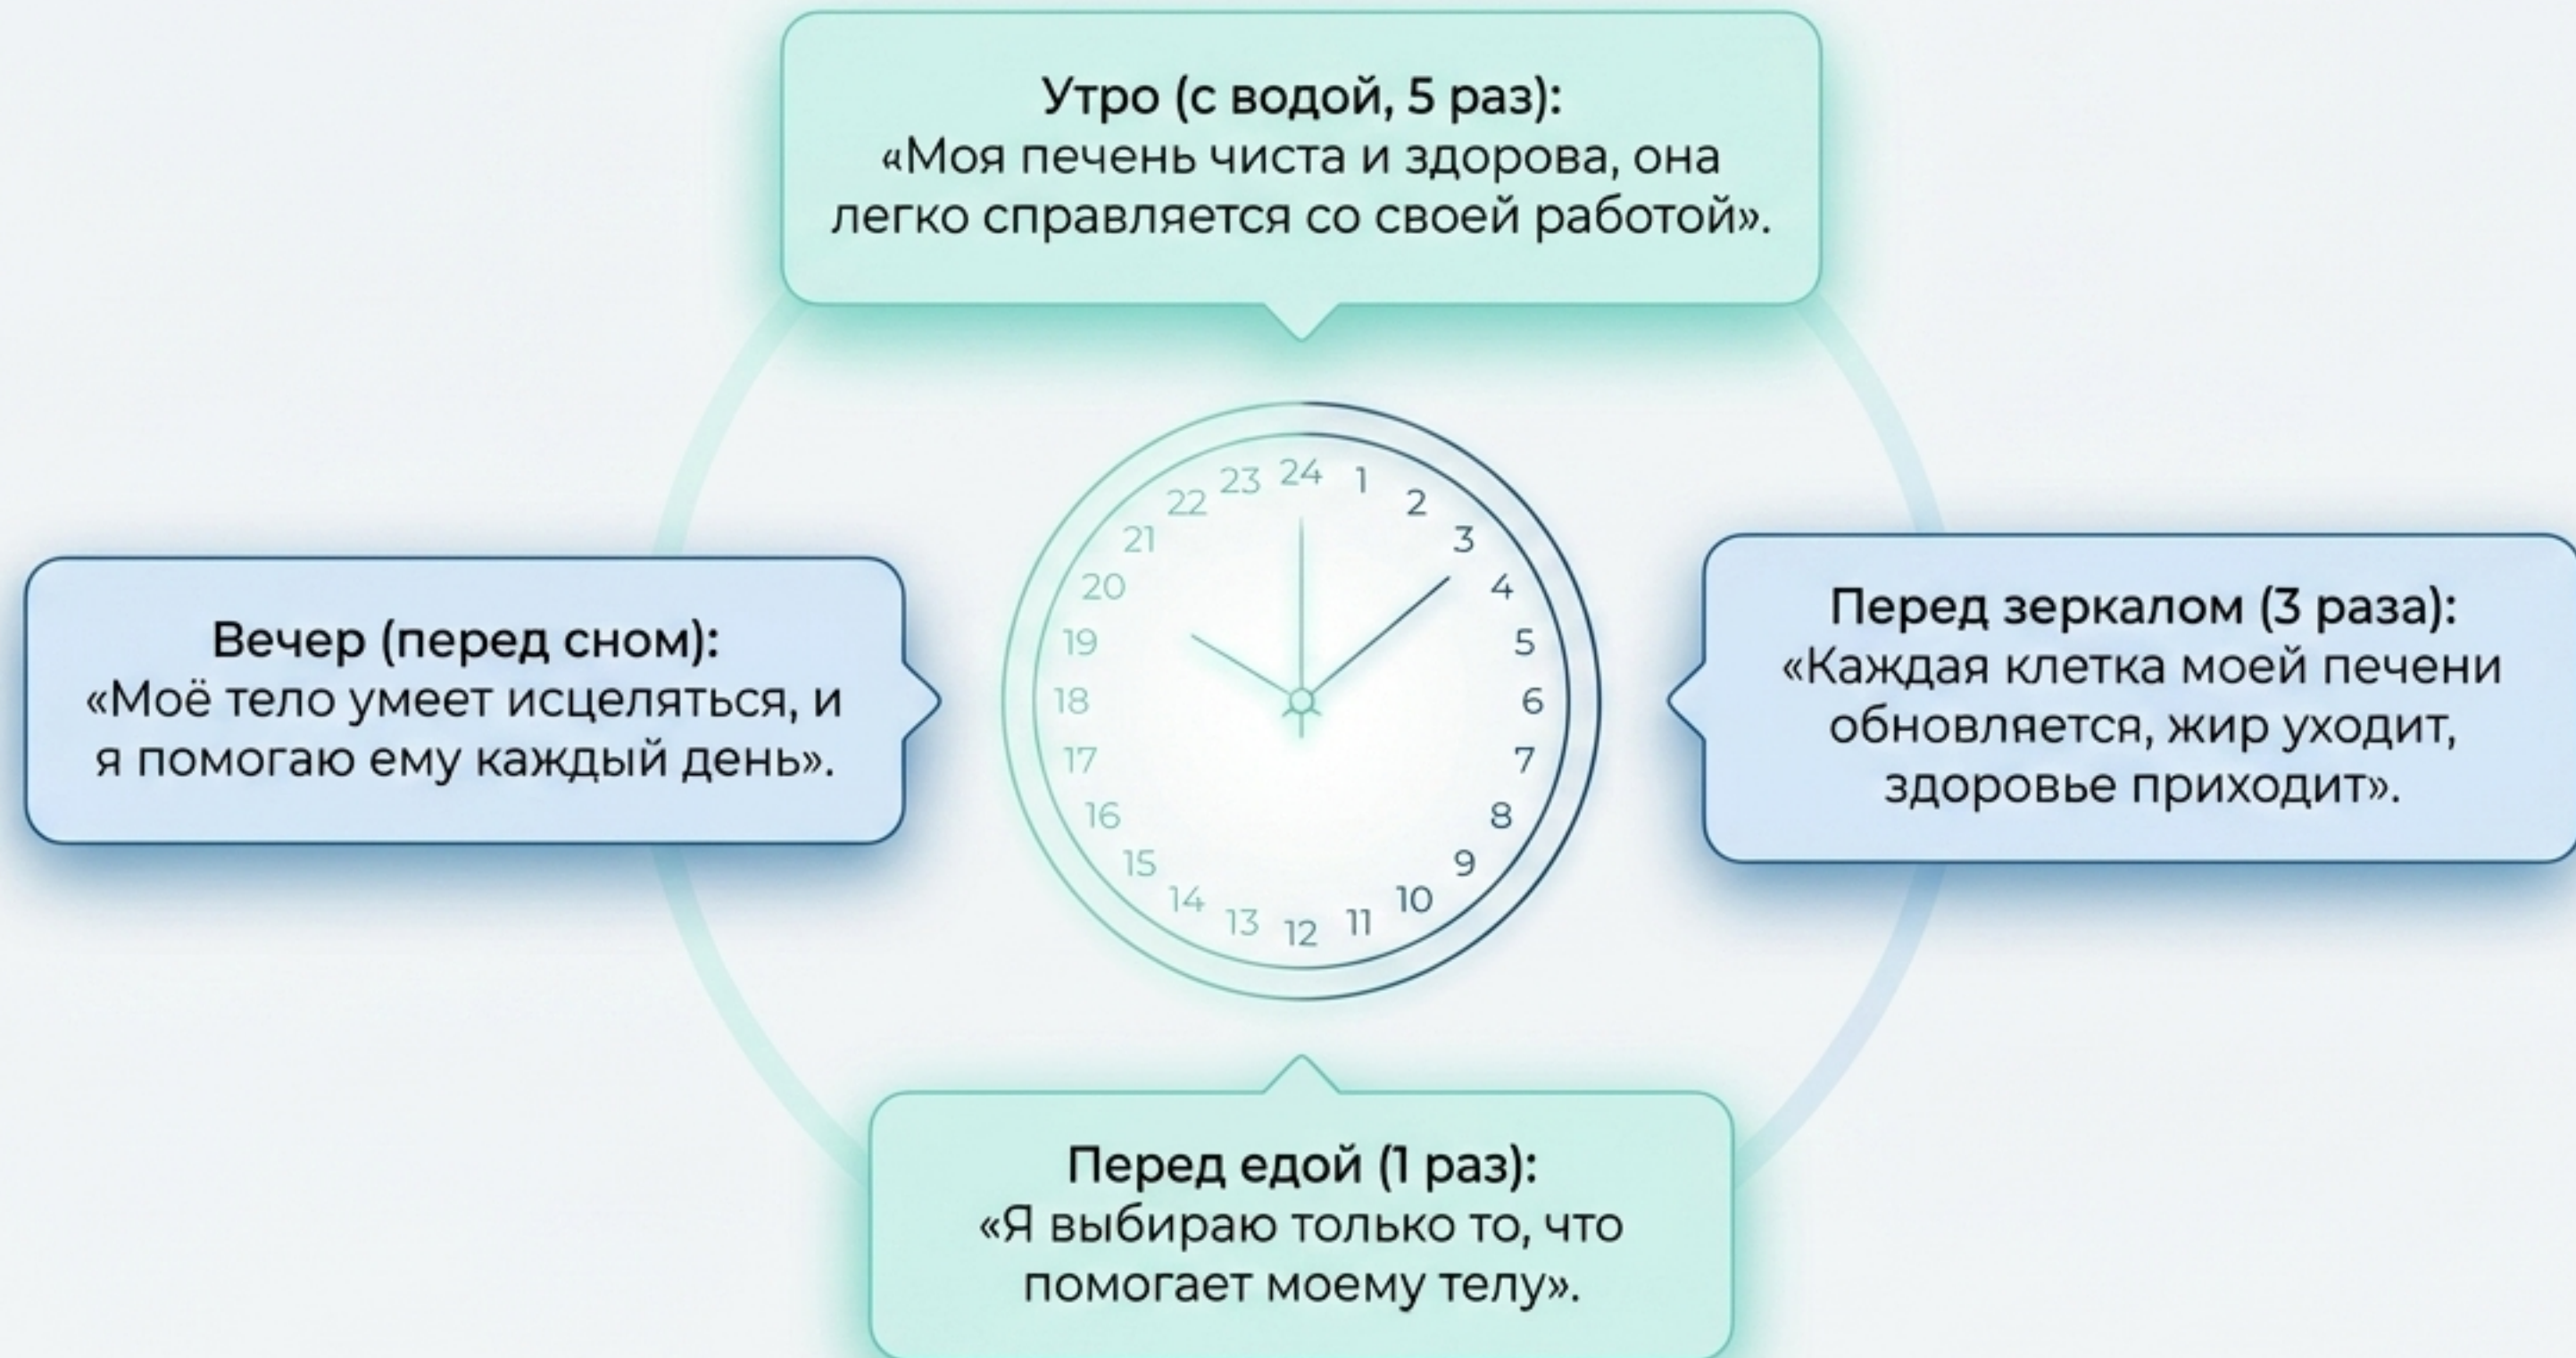 Утро (с водой, 5 раз):
«Моя печень чиста и здорова, она
легко справляется со своей работой».
Вечер (перед сном):
«Моё тело умеет исцеляться, и
я помогаю ему каждый день».
23 24 1
22 2
21 3
20 4
19 5
18 6
17 7
16 8
15 9
14 10
13 12 11
Перед зеркалом (3 раза):
«Каждая клетка моей печени
обновляется, жир уходит,
здоровье приходит».
Перед едой (1 раз):
«Я выбираю только то, что
помогает моему телу».